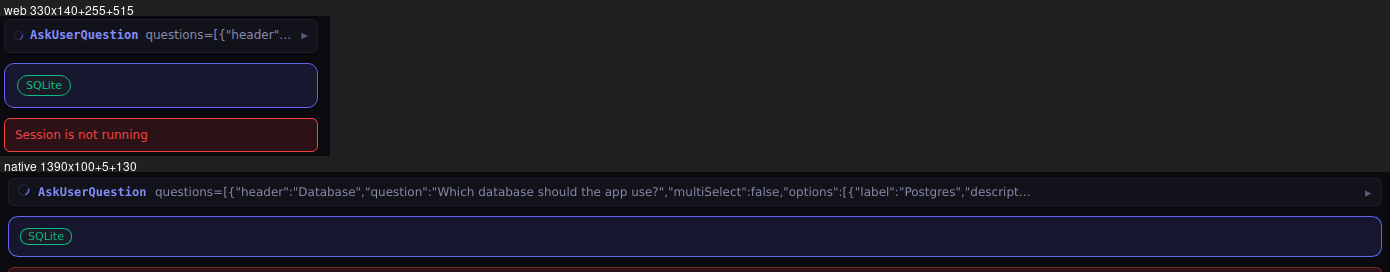 web 330x140+255+515
AskUserQuestion questions=[{"header"... ▶
SQLite
Session is not running
native 1390x100+5+130
AskUserQuestion questions=[{"header":"Database","question":"Which database should the app use?","multiSelect":false,"options":[{"label":"Postgres","descript... ▶
SQLite